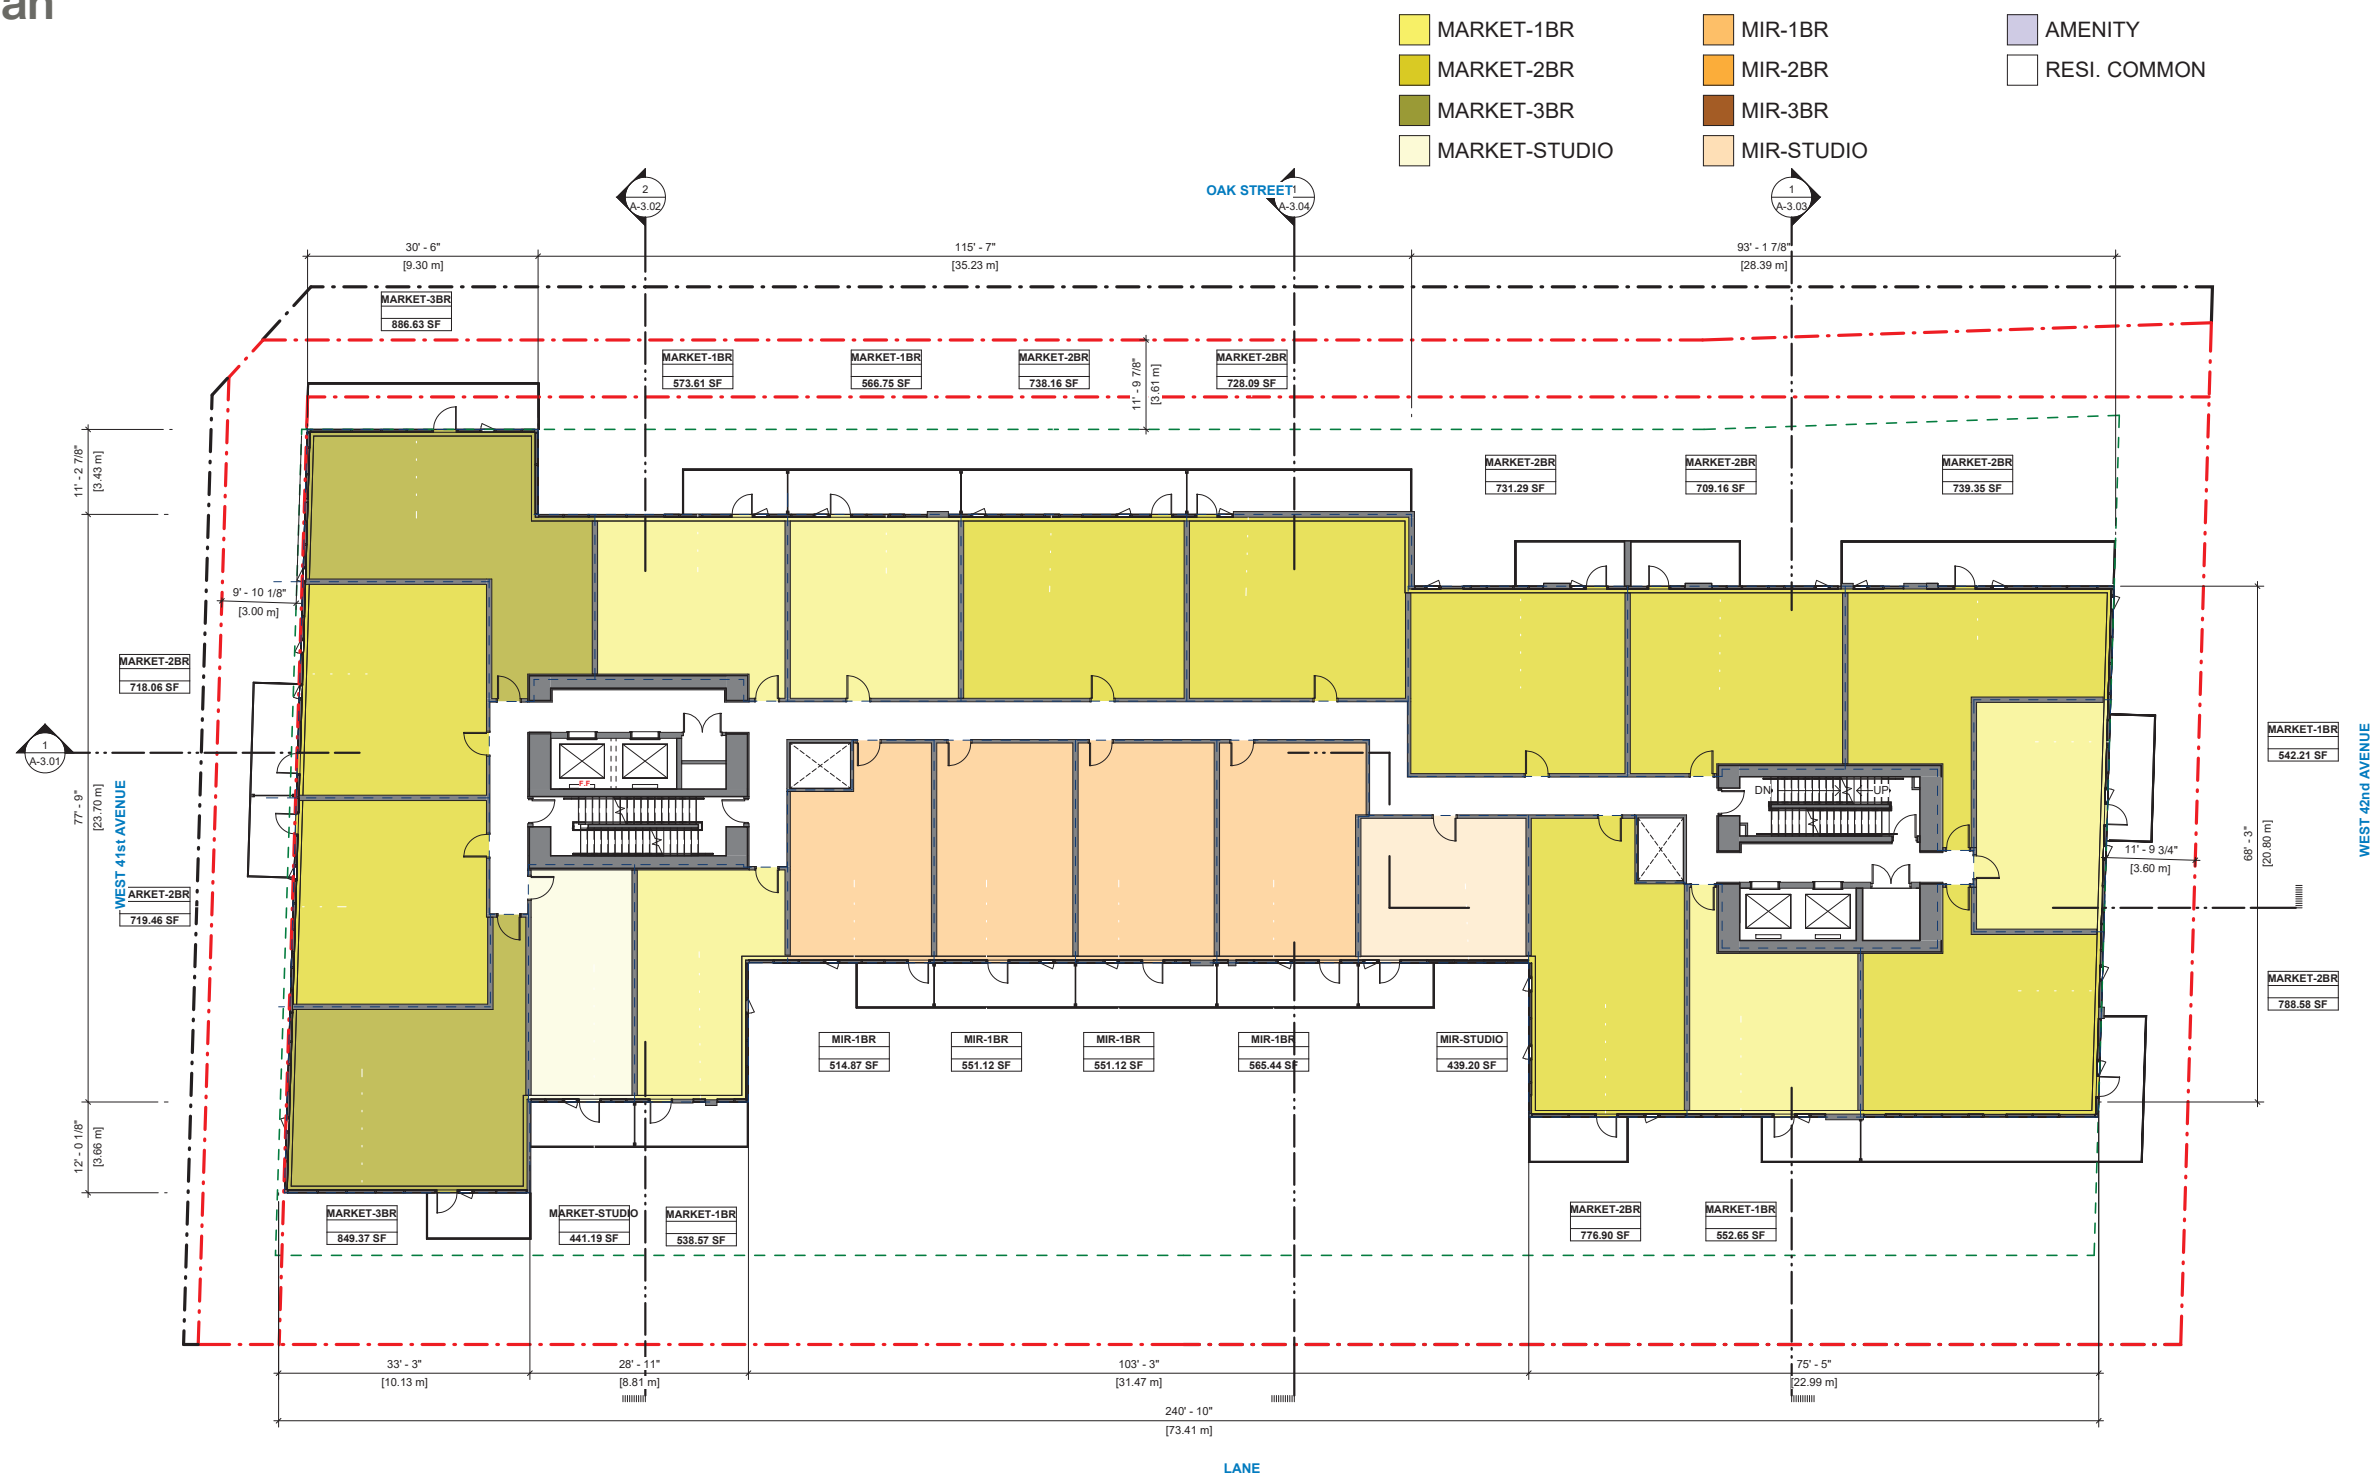 an
MARKET-1BR
MARKET-2BR
MARKET-3BR
MARKET-STUDIO
MIR-1BR
MIR-2BR
MIR-3BR
MIR-STUDIO
AMENITY
RESI. COMMON
2
A-3.02
OAK STREET
1
A-3.04
1
A-3.03
30' - 6"
[9.30 m]
115' - 7"
[35.23 m]
93' - 1 7/8"
[28.39 m]
MARKET-3BR
886.63 SF
MARKET-1BR
573.61 SF
MARKET-1BR
566.75 SF
MARKET-2BR
738.16 SF
11' - 9 7/8"
[3.61 m]
MARKET-2BR
728.09 SF
11' - 2 7/8"
[3.43 m]
MARKET-2BR
731.29 SF
MARKET-2BR
709.16 SF
MARKET-2BR
739.35 SF
9' - 10 1/8"
[3.00 m]
MARKET-2BR
718.06 SF
1
A-3.01
77' - 9"
[23.70 m]
WEST 41st AVENUE
F.F
DN
UP
MARKET-1BR
542.21 SF
WEST 42nd AVENUE
68' - 3"
[20.80 m]
11' - 9 3/4"
[3.60 m]
ARKET-2BR
719.46 SF
MARKET-2BR
788.58 SF
MIR-1BR
514.87 SF
MIR-1BR
551.12 SF
MIR-1BR
551.12 SF
MIR-1BR
565.44 SF
MIR-STUDIO
439.20 SF
12' - 0 1/8"
[3.66 m]
MARKET-3BR
849.37 SF
MARKET-STUDIO
441.19 SF
MARKET-1BR
538.57 SF
MARKET-2BR
776.90 SF
MARKET-1BR
552.65 SF
33' - 3"
[10.13 m]
28' - 11"
[8.81 m]
103' - 3"
[31.47 m]
75' - 5"
[22.99 m]
240' - 10"
[73.41 m]
LANE